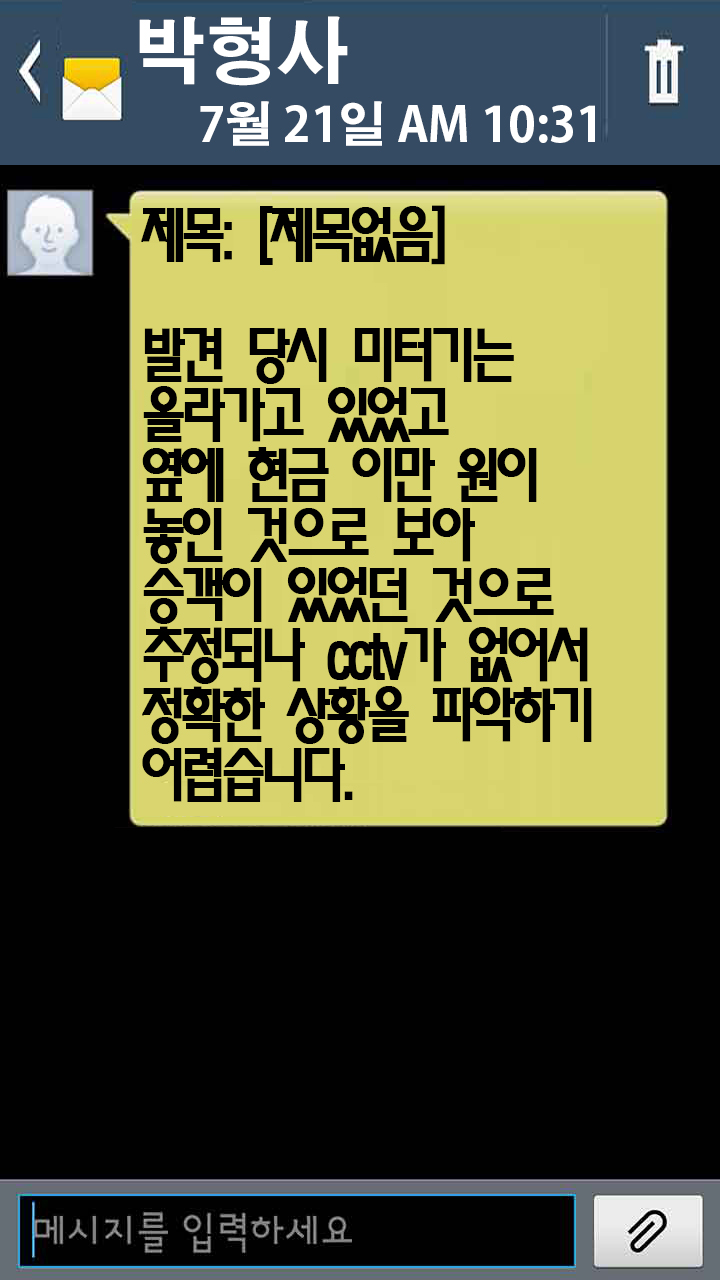 박형사
7월 21일 AM 10:31
제목: [제목없음]
발견 당시 미터기는
올라가고 있었고
옆에 현금 이만 원이
놓인 것으로 보아
승객이 있었던 것으로
추정되나 cctv가 없어서
정확한 상황을 파악하기
어렵습니다.
메시지를 입력하세요